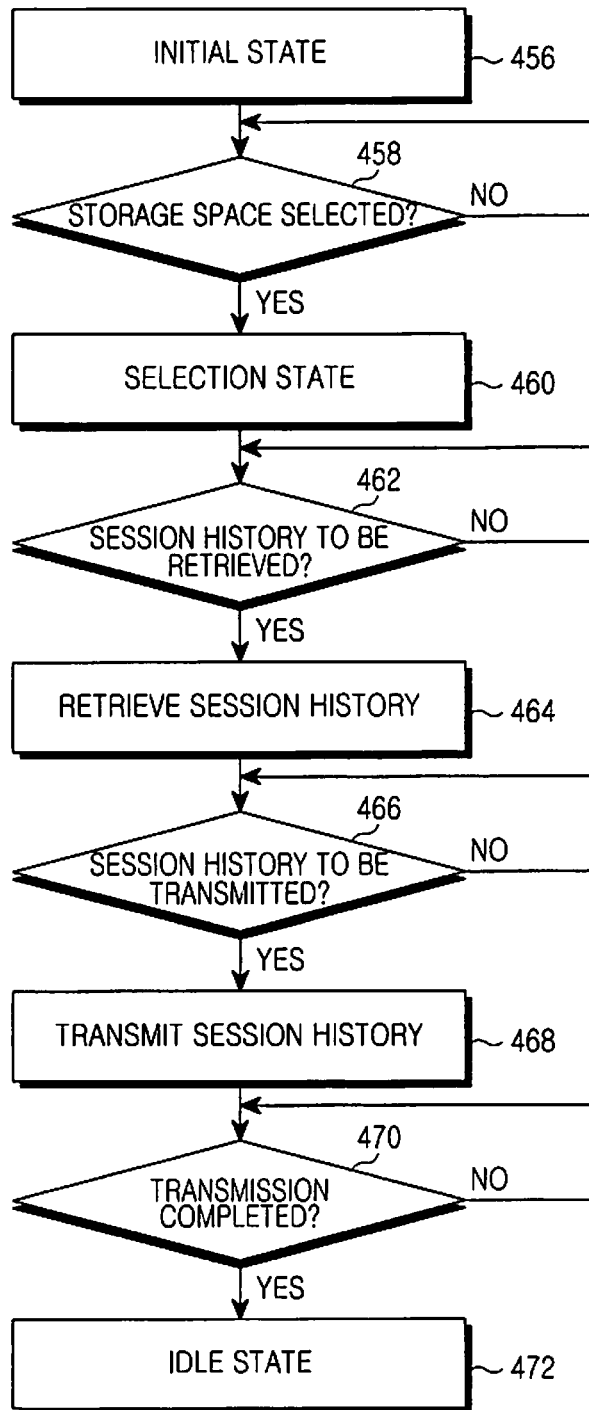 INITIAL STATE
456
458
STORAGE SPACE SELECTED?
NO
YES
SELECTION STATE
460
462
SESSION HISTORY TO BE
RETRIEVED?
NO
YES
RETRIEVE SESSION HISTORY
464
466
SESSION HISTORY TO BE
TRANSMITTED?
NO
YES
TRANSMIT SESSION HISTORY
468
470
TRANSMISSION
COMPLETED?
NO
YES
IDLE STATE
472